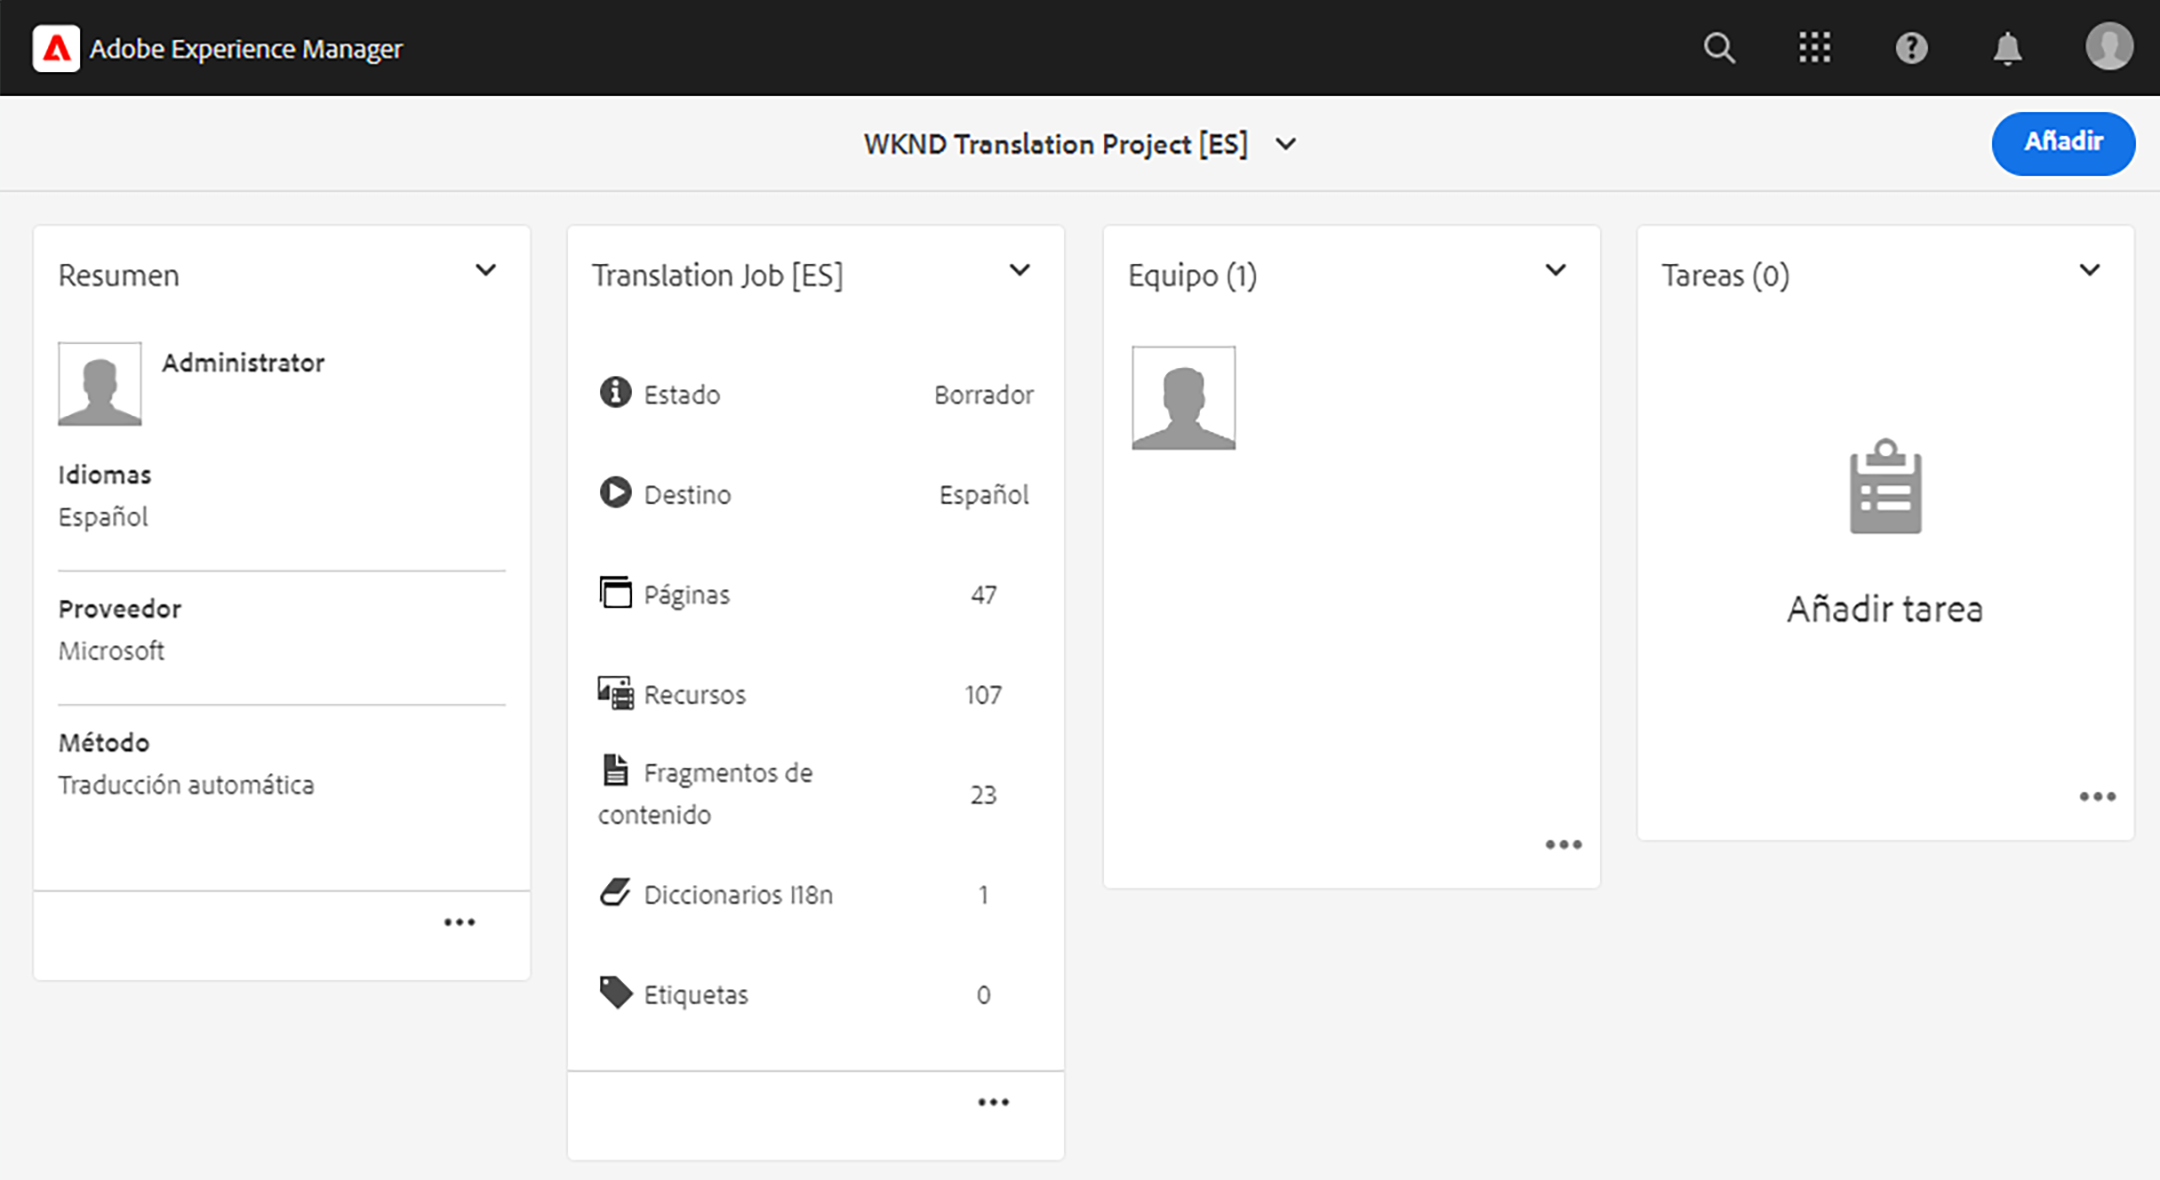 Adobe Experience Manager
WKND Translation Project [ES]
Añadir
Resumen
Administrator
Idiomas
Español
Proveedor
Microsoft
Método
Traducción automática
Translation Job [ES]
Estado Borrador
Destino Español
Páginas 47
Recursos 107
Fragmentos de
contenido 23
Diccionarios I18n 1
Etiquetas 0
Equipo (1)
Tareas (0)
Añadir tarea